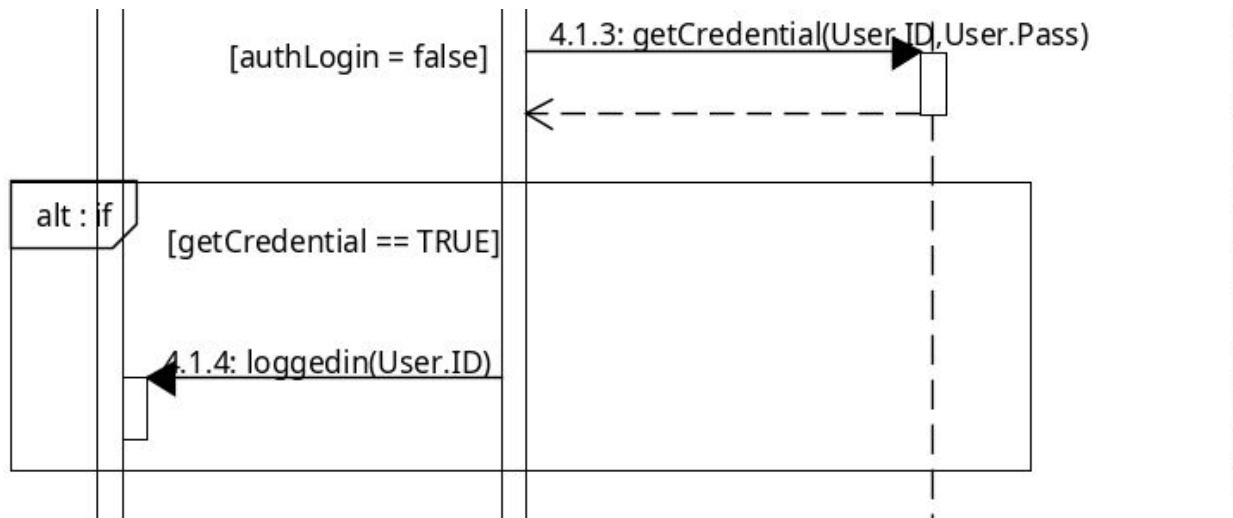 4.1.3: getCredential(User.ID,User.Pass)
[authLogin = false]
alt : if
[getCredential == TRUE]
4.1.4: loggedin(User.ID)